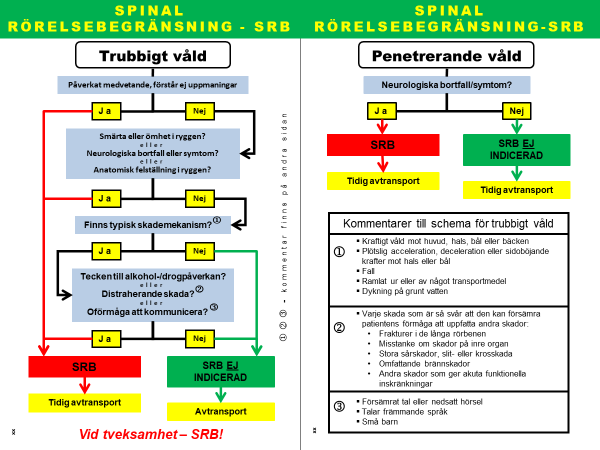 SPINAL
RÖRELSEBEGRÄNSNING - SRB
Trubbigt våld
Påverkat medvetande, förstår ej uppmaningar
Ja
Nej
Smärta eller ömhet i ryggen?
eller
Neurologiska bortfall eller symtom?
eller
Anatomisk felställning i ryggen?
Ja
Nej
Finns typisk skademekanism? ①
Ja
Nej
Tecken till alkohol-/drogpåverkan?
eller
Distraherande skada? ②
eller
Oförmåga att kommunicera? ③
Ja
Nej
SRB
SRB EJ
INDICERAD
Tidig avtransport
Avtransport
Vid tveksamhet – SRB!
xx
① ② ③ - kommentar finns på andra sidan
SPINAL
RÖRELSEBEGRÄNSNING-SRB
Penetrerande våld
Neurologiska bortfall/symtom?
Ja
Nej
SRB
SRB EJ
INDICERAD
Tidig avtransport
Tidig avtransport
Kommentarer till schema för trubbigt våld
①
▪ Kraftigt våld mot huvud, hals, bål eller bäcken
▪ Plötslig acceleration, deceleration eller sidoböjande
krafter mot hals eller bål
▪ Fall
▪ Ramlat ur eller av något transportmedel
▪ Dykning på grunt vatten
②
▪ Varje skada som är så svår att den kan försämra
patientens förmåga att uppfatta andra skador:
• Frakturer i de långa rörbenen
• Misstanke om skador på inre organ
• Stora sårskador, slit- eller krosskada
• Omfattande brännskador
• Andra skador som ger akuta funktionella
inskränkningar
③
▪ Försämrat tal eller nedsatt hörsel
▪ Talar främmande språk
▪ Små barn
xx